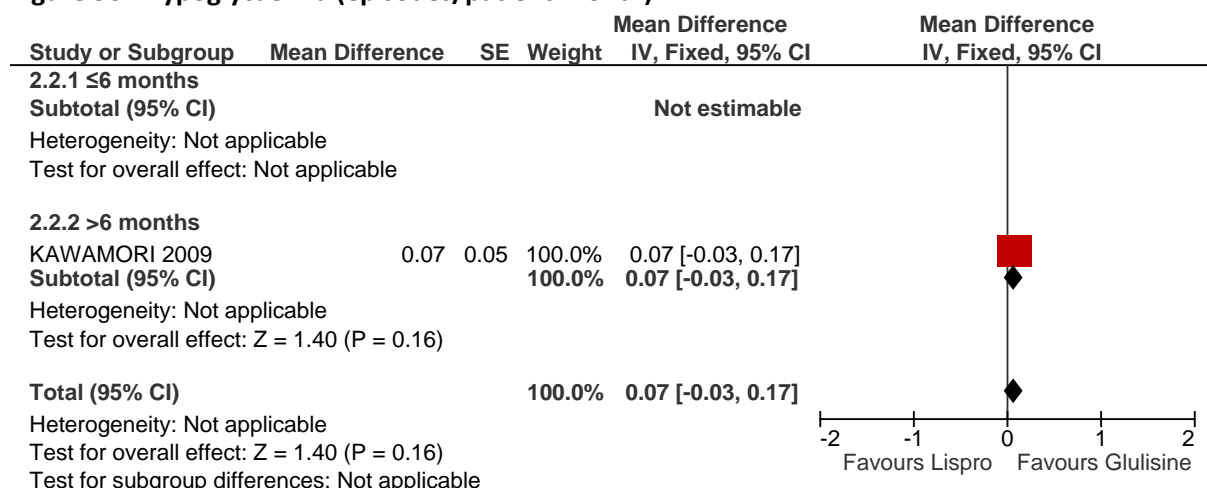 Mean Difference Mean Difference
Study or Subgroup Mean Difference SE Weight IV, Fixed, 95% CI IV, Fixed, 95% CI
2.2.1 ≤6 months
Subtotal (95% CI) Not estimable
Heterogeneity: Not applicable
Test for overall effect: Not applicable
2.2.2 >6 months
KAWAMORI 2009 0.07 0.05 100.0% 0.07 [-0.03, 0.17]
Subtotal (95% CI) 100.0% 0.07 [-0.03, 0.17]
Heterogeneity: Not applicable
Test for overall effect: Z = 1.40 (P = 0.16)
Total (95% CI) 100.0% 0.07 [-0.03, 0.17]
Heterogeneity: Not applicable
Test for overall effect: Z = 1.40 (P = 0.16)
Test for subgroup differences: Not applicable
-2 -1 0 1 2
Favours Lispro Favours Glulisine